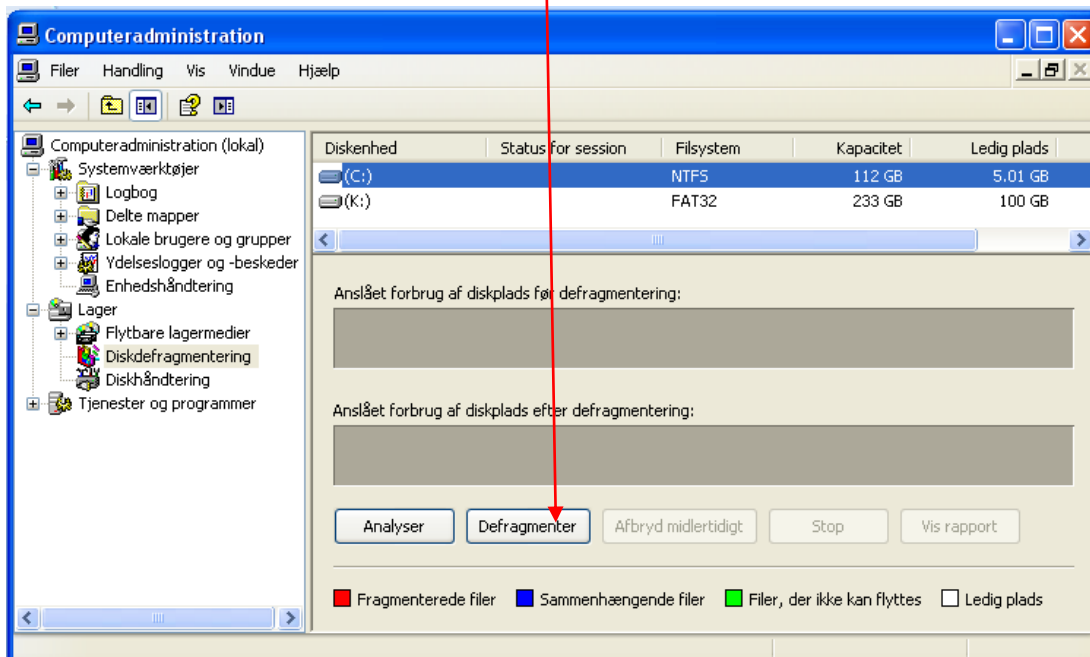 Computeradministration
Filer Handling Vis Vindue Hjælp
Computeradministration (lokal)
Systemværktøjer
Logbog
Delte mapper
Lokale brugere og grupper
Ydelseslogger og -beskeder
Enhedshåndtering
Lager
Flytbare lagermedier
Diskdefragmentering
Diskhåndtering
Tjenester og programmer
Diskenhed Status for session Filsystem Kapacitet Ledig plads
(C:) NTFS 112 GB 5.01 GB
(K:) FAT32 233 GB 100 GB
Anslået forbrug af diskplads før defragmentering:
Anslået forbrug af diskplads efter defragmentering:
Analyser Defragmenter Afbryd midlertidigt Stop Vis rapport
Fragmenterede filer Sammenhængende filer Filer, der ikke kan flyttes Ledig plads